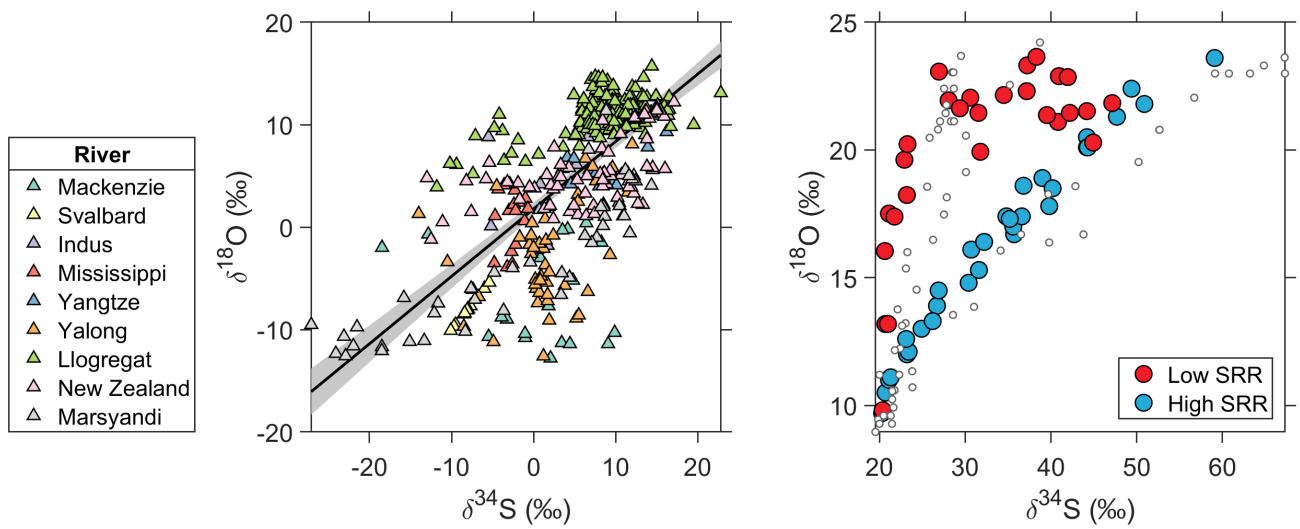 River
Mackenzie
Svalbard
Indus
Mississippi
Yangtze
Yalong
Llogregat
New Zealand
Marsyandi
20
10
0
-10
-20
δ18O (‰)
-20 -10 0 10 20
δ34S (‰)
25
20
15
10
δ18O (‰)
Low SRR
High SRR
20 30 40 50 60
δ34S (‰)